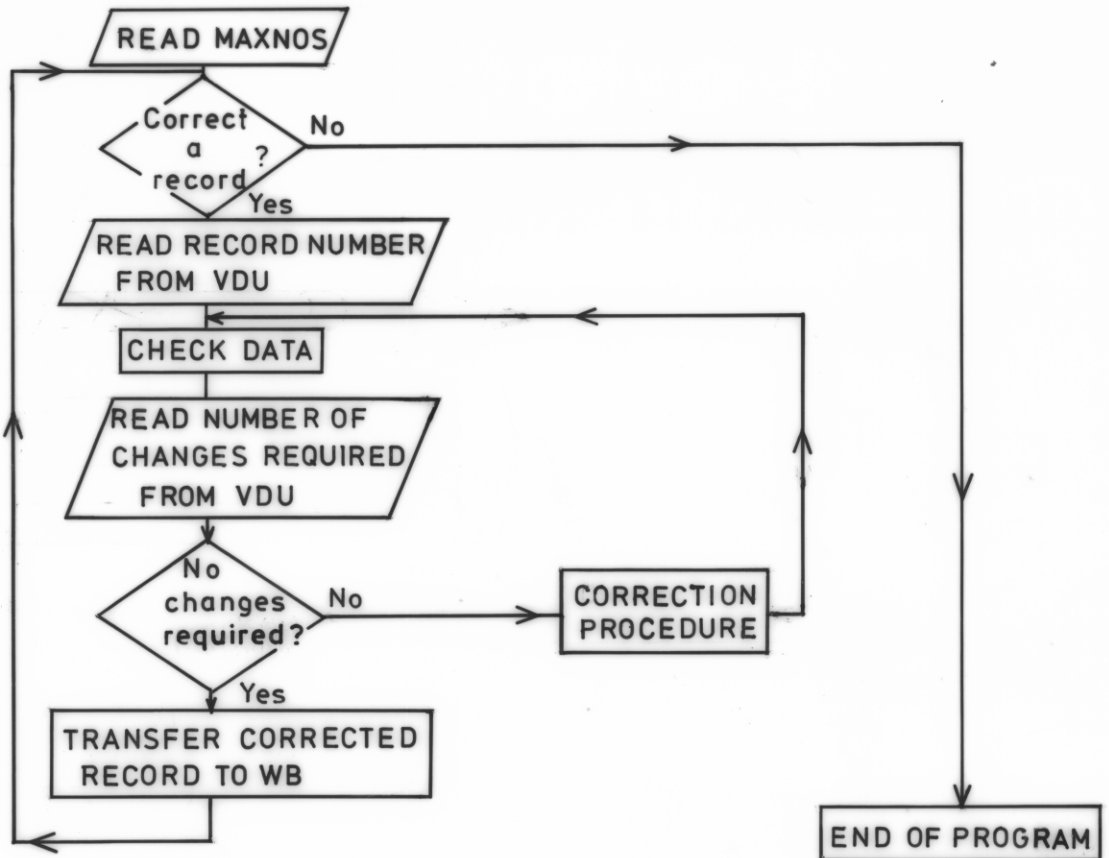 READ MAXNOS
Correct
a
record ?
No
Yes
READ RECORD NUMBER
FROM VDU
CHECK DATA
READ NUMBER OF
CHANGES REQUIRED
FROM VDU
No
changes
required?
No
CORRECTION
PROCEDURE
Yes
TRANSFER CORRECTED
RECORD TO WB
END OF PROGRAM